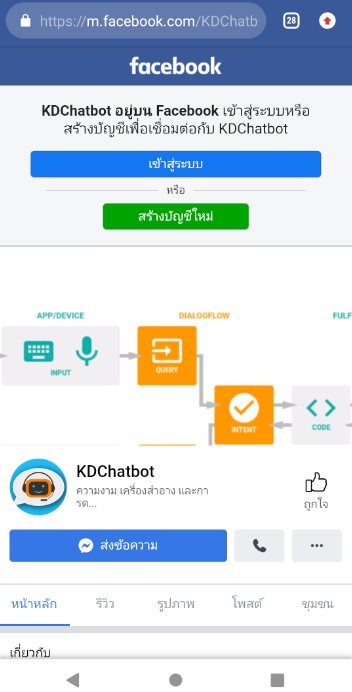 https://m.facebook.com/KDChatb
28
facebook
KDChatbot อยู่บน Facebook เข้าสู่ระบบหรือ
สร้างบัญชีเพื่อเชื่อมต่อกับ KDChatbot
เข้าสู่ระบบ
หรือ
สร้างบัญชีใหม่
APP/DEVICE
DIALOGFLOW
FULF
INPUT
QUERY
INTENT
CODE
KDChatbot
ความงาม เครื่องสำอาง และกา
รด...
ถูกใจ
ส่งข้อความ
หน้าหลัก
รีวิว
รูปภาพ
โพสต์
ชุมชน
เกี่ยวกับ